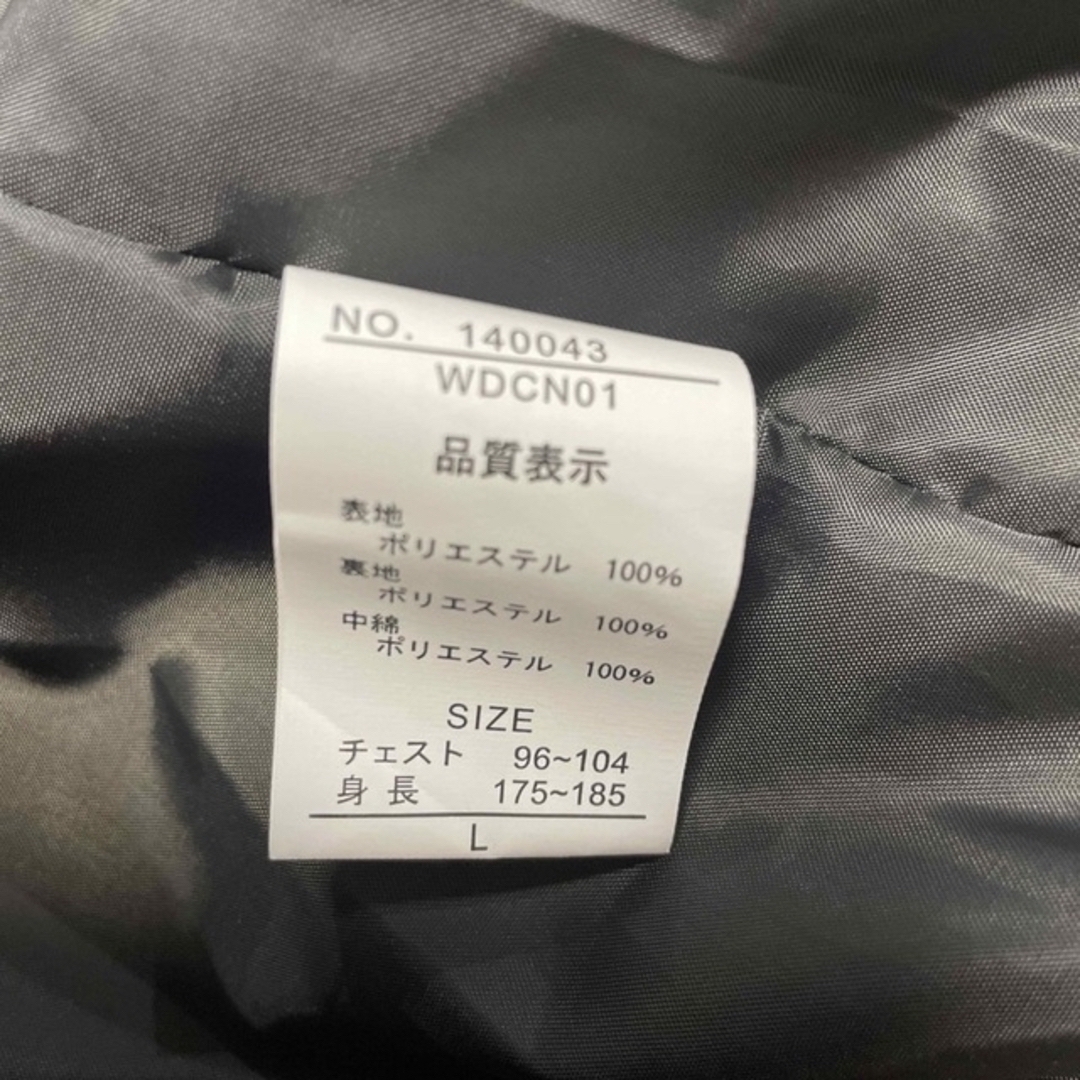 NO. 140043
WDCN01
品質表示
表地
ポリエステル 100%
裏地
ポリエステル 100%
中綿
ポリエステル 100%
SIZE
チェスト 96~104
身長 175~185
L